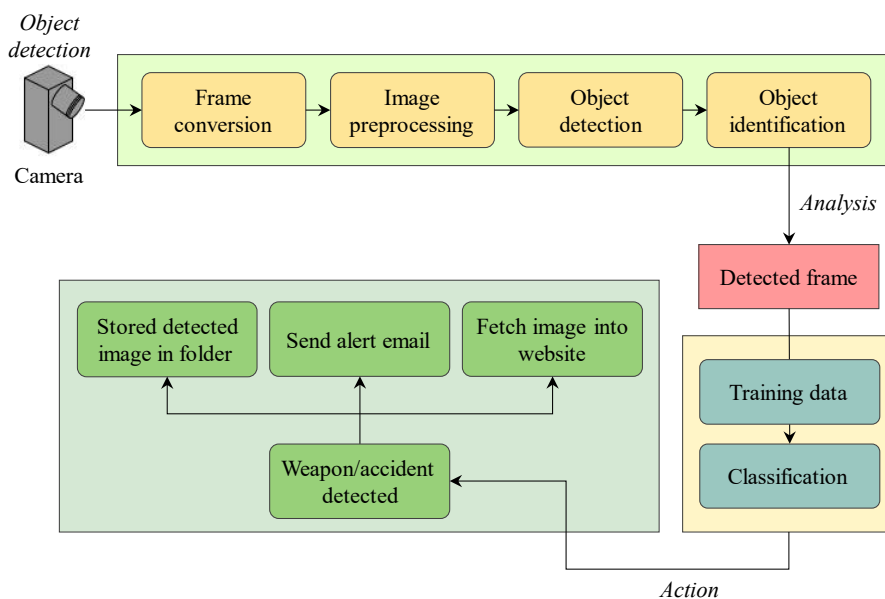 Object
detection
Camera
Frame
conversion
Image
preprocessing
Object
detection
Object
identification
Analysis
Detected frame
Training data
Classification
Action
Weapon/accident
detected
Stored detected
image in folder
Send alert email
Fetch image into
website